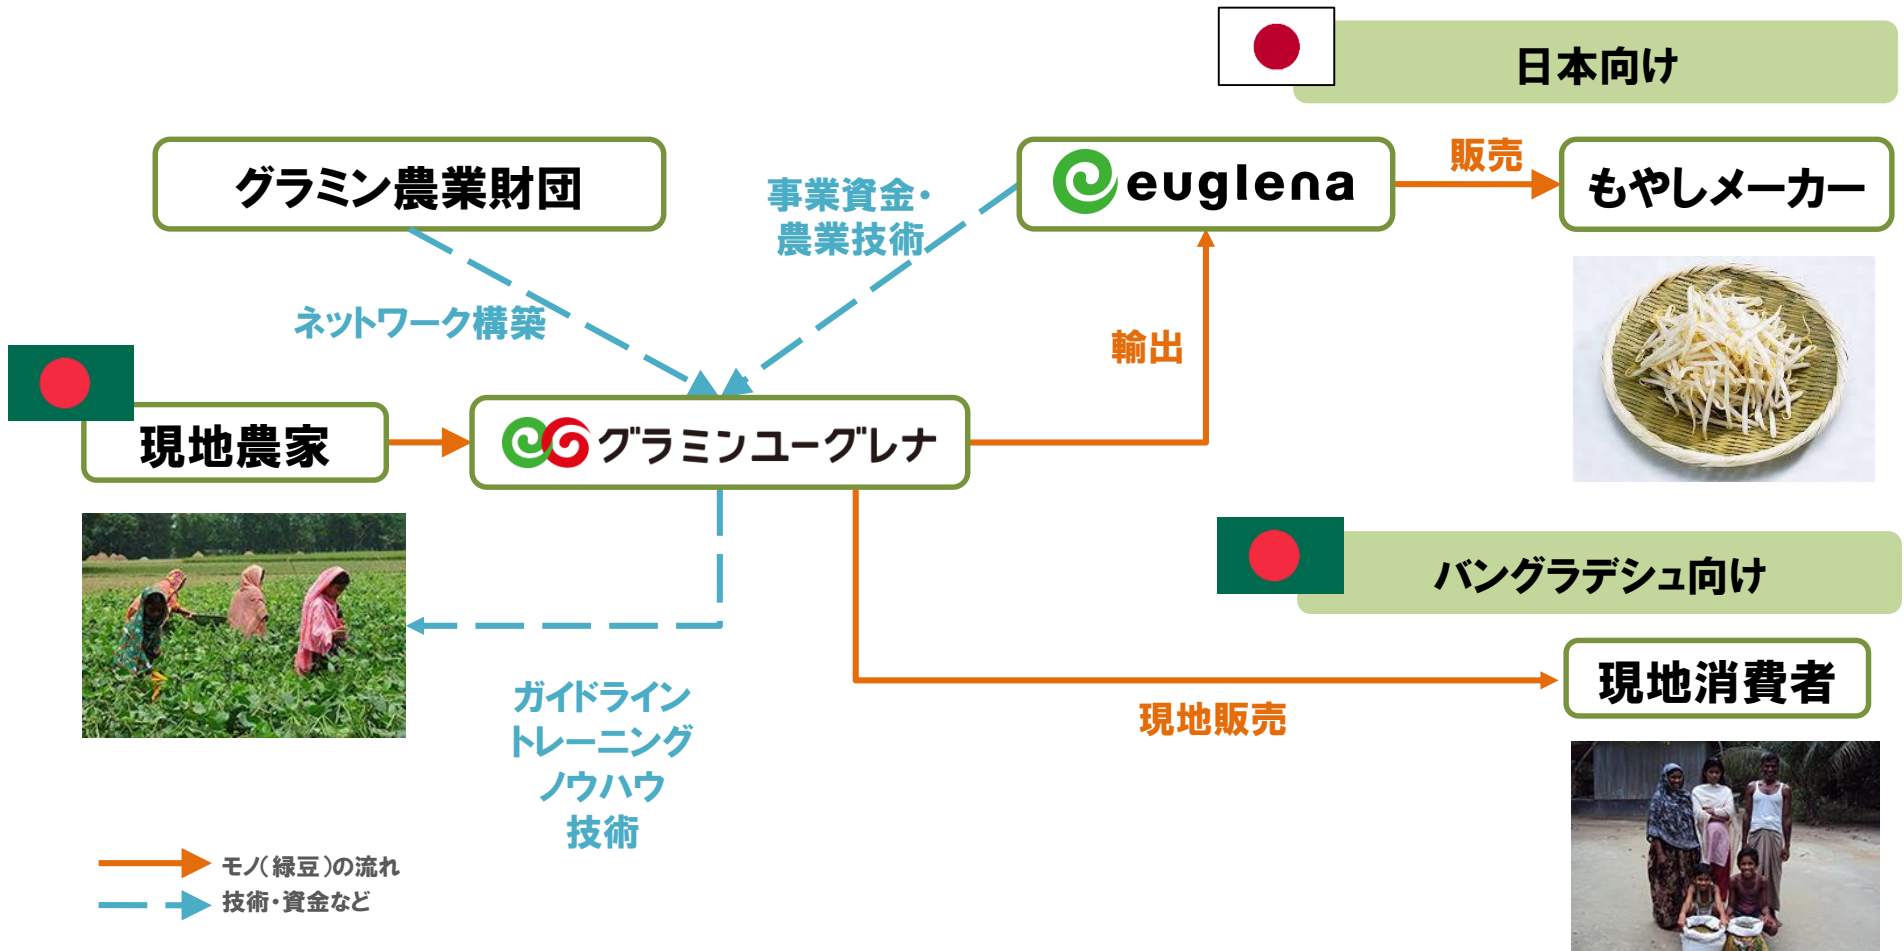 日本向け
グラミン農業財団
事業資金・
農業技術
euglena
販売
もやしメーカー
ネットワーク構築
輸出
現地農家
グラミンユーグレナ
バングラデシュ向け
現地消費者
現地販売
ガイドライン
トレーニング
ノウハウ
技術
モノ(緑豆)の流れ
技術・資金など